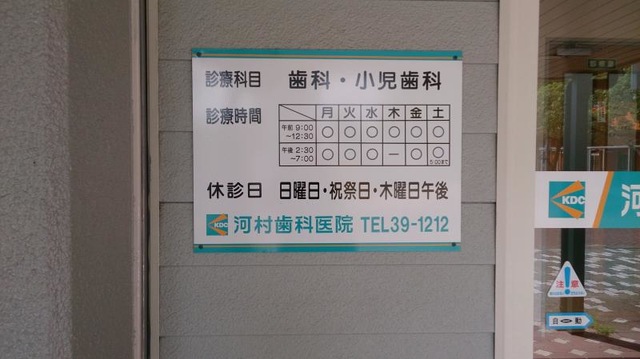 診療科目 歯科・小児歯科
診療時間 月 火 水 木 金 土
午前 9:00 ~12:30 ○ ○ ○ ○ ○ ○
午後 2:30 ~7:00 ○ ○ ○ — ○ ○ 5:00まで
休診日 日曜日・祝祭日・木曜日午後
KDC 河村歯科医院 TEL39-1212
KDC 河
注意
自動